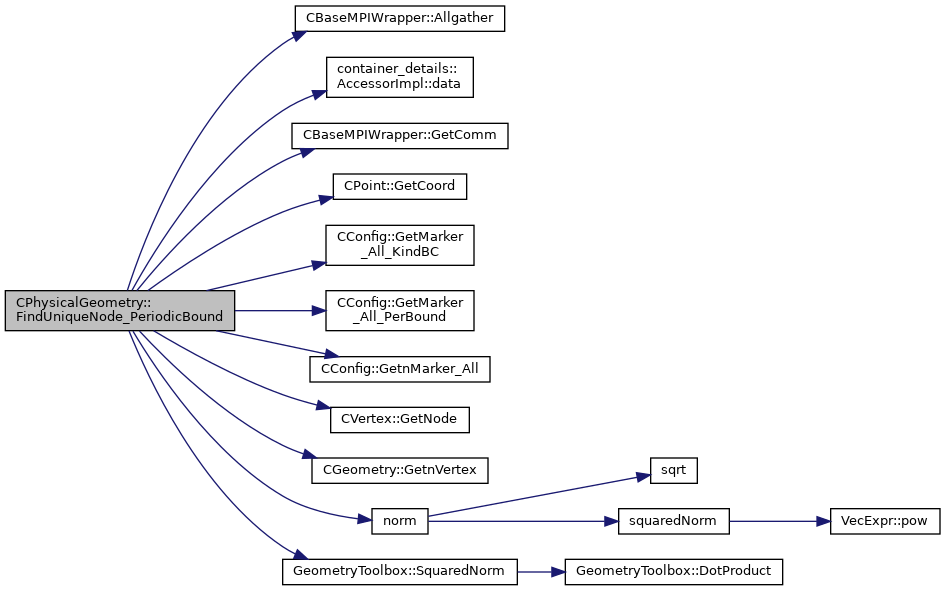 CBaseMPIWrapper::Allgather
container_details::
AccessorImpl::data
CBaseMPIWrapper::GetComm
CPoint::GetCoord
CConfig::GetMarker
_All_KindBC
CPhysicalGeometry::
FindUniqueNode_PeriodicBound
CConfig::GetMarker
_All_PerBound
CConfig::GetnMarker_All
CVertex::GetNode
CGeometry::GetnVertex
sqrt
norm
squaredNorm
VecExpr::pow
GeometryToolbox::SquaredNorm
GeometryToolbox::DotProduct